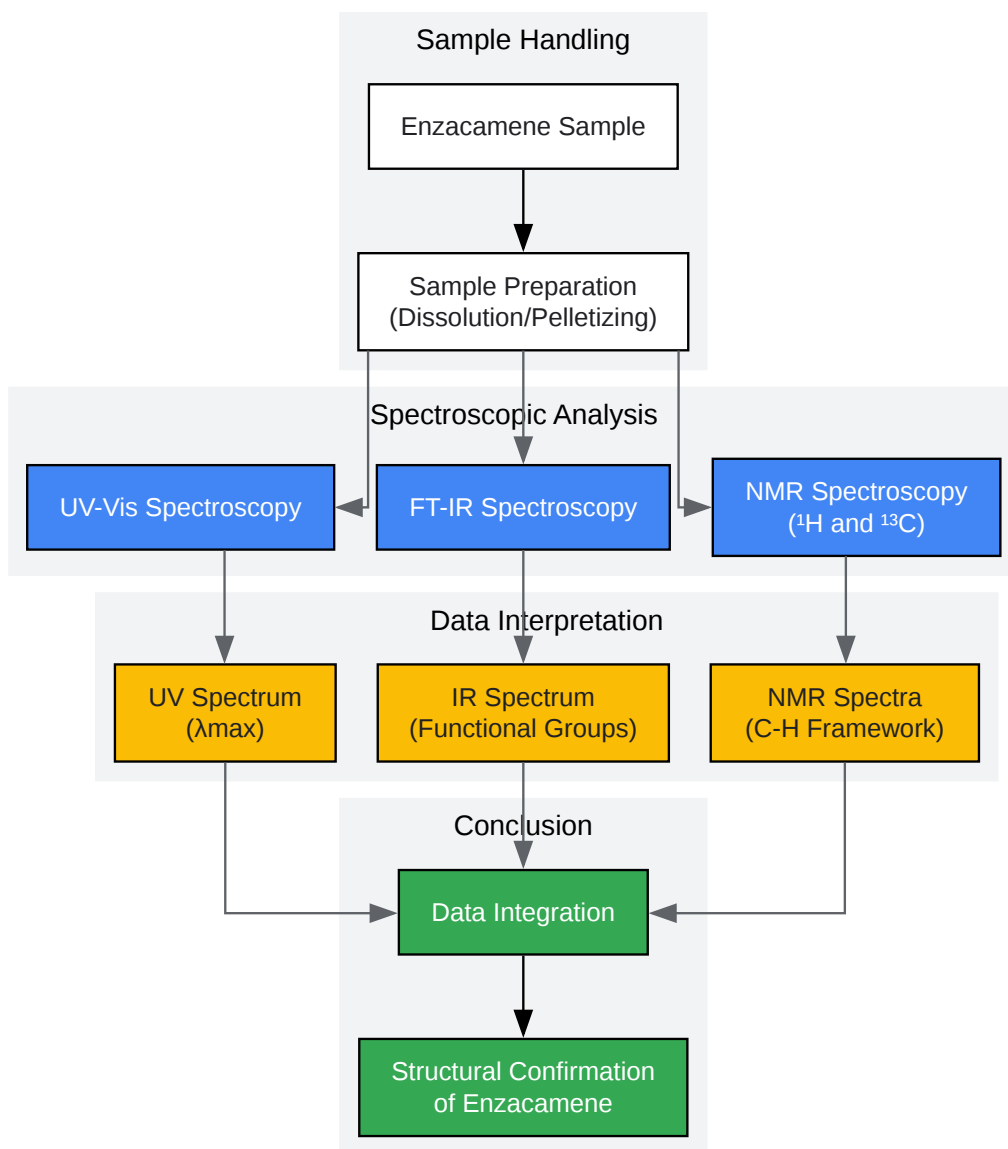 Sample Handling
Enzacamene Sample
Sample Preparation
(Dissolution/Pelletizing)
Spectroscopic Analysis
UV-Vis Spectroscopy
FT-IR Spectroscopy
NMR Spectroscopy
(¹H and ¹³C)
Data Interpretation
UV Spectrum
(λmax)
IR Spectrum
(Functional Groups)
NMR Spectra
(C-H Framework)
Conclusion
Data Integration
Structural Confirmation
of Enzacamene